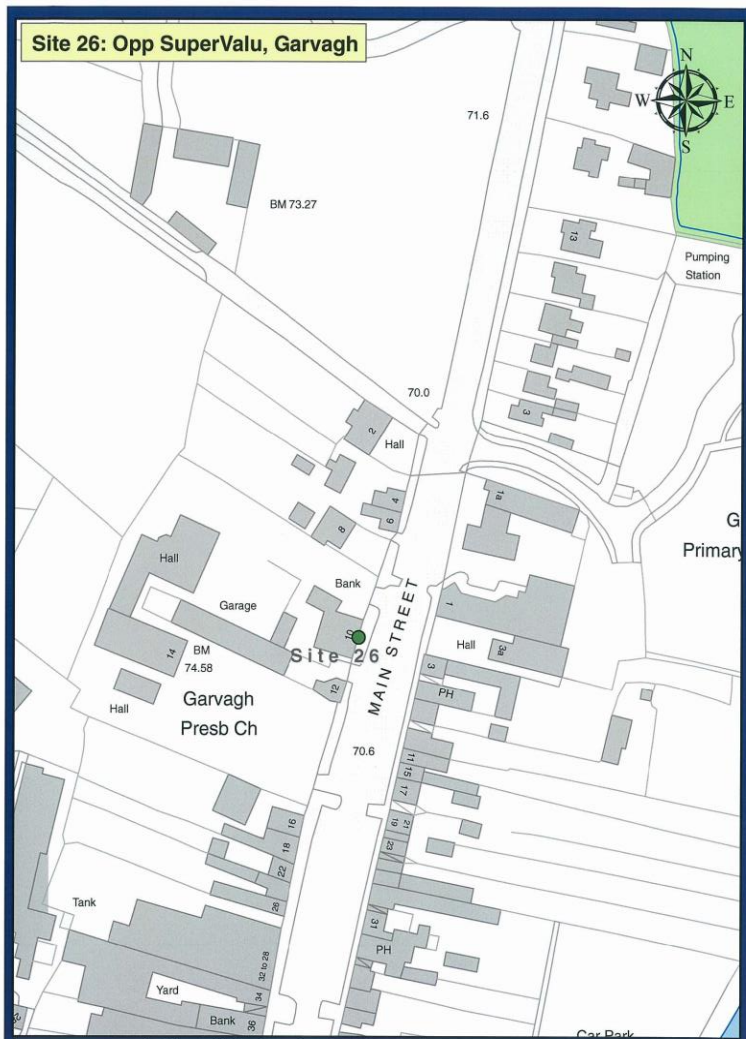 Site 26: Opp SuperValu, Garvagh
N
W E
S
71.6
BM 73.27
13
Pumping
Station
70.0
3
2
Hall
4
6
1a
8
G
Primary
Hall
Bank
MAIN STREET
1
Garage
10
Hall
3a
Site 26
14
BM
74.58
12
3
PH
Hall
Garvagh
Presb Ch
70.6
11
15
17
16
19
21
18
23
22
26
Tank
31
PH
32 to 28
Yard
34
Bank
36
Car Park